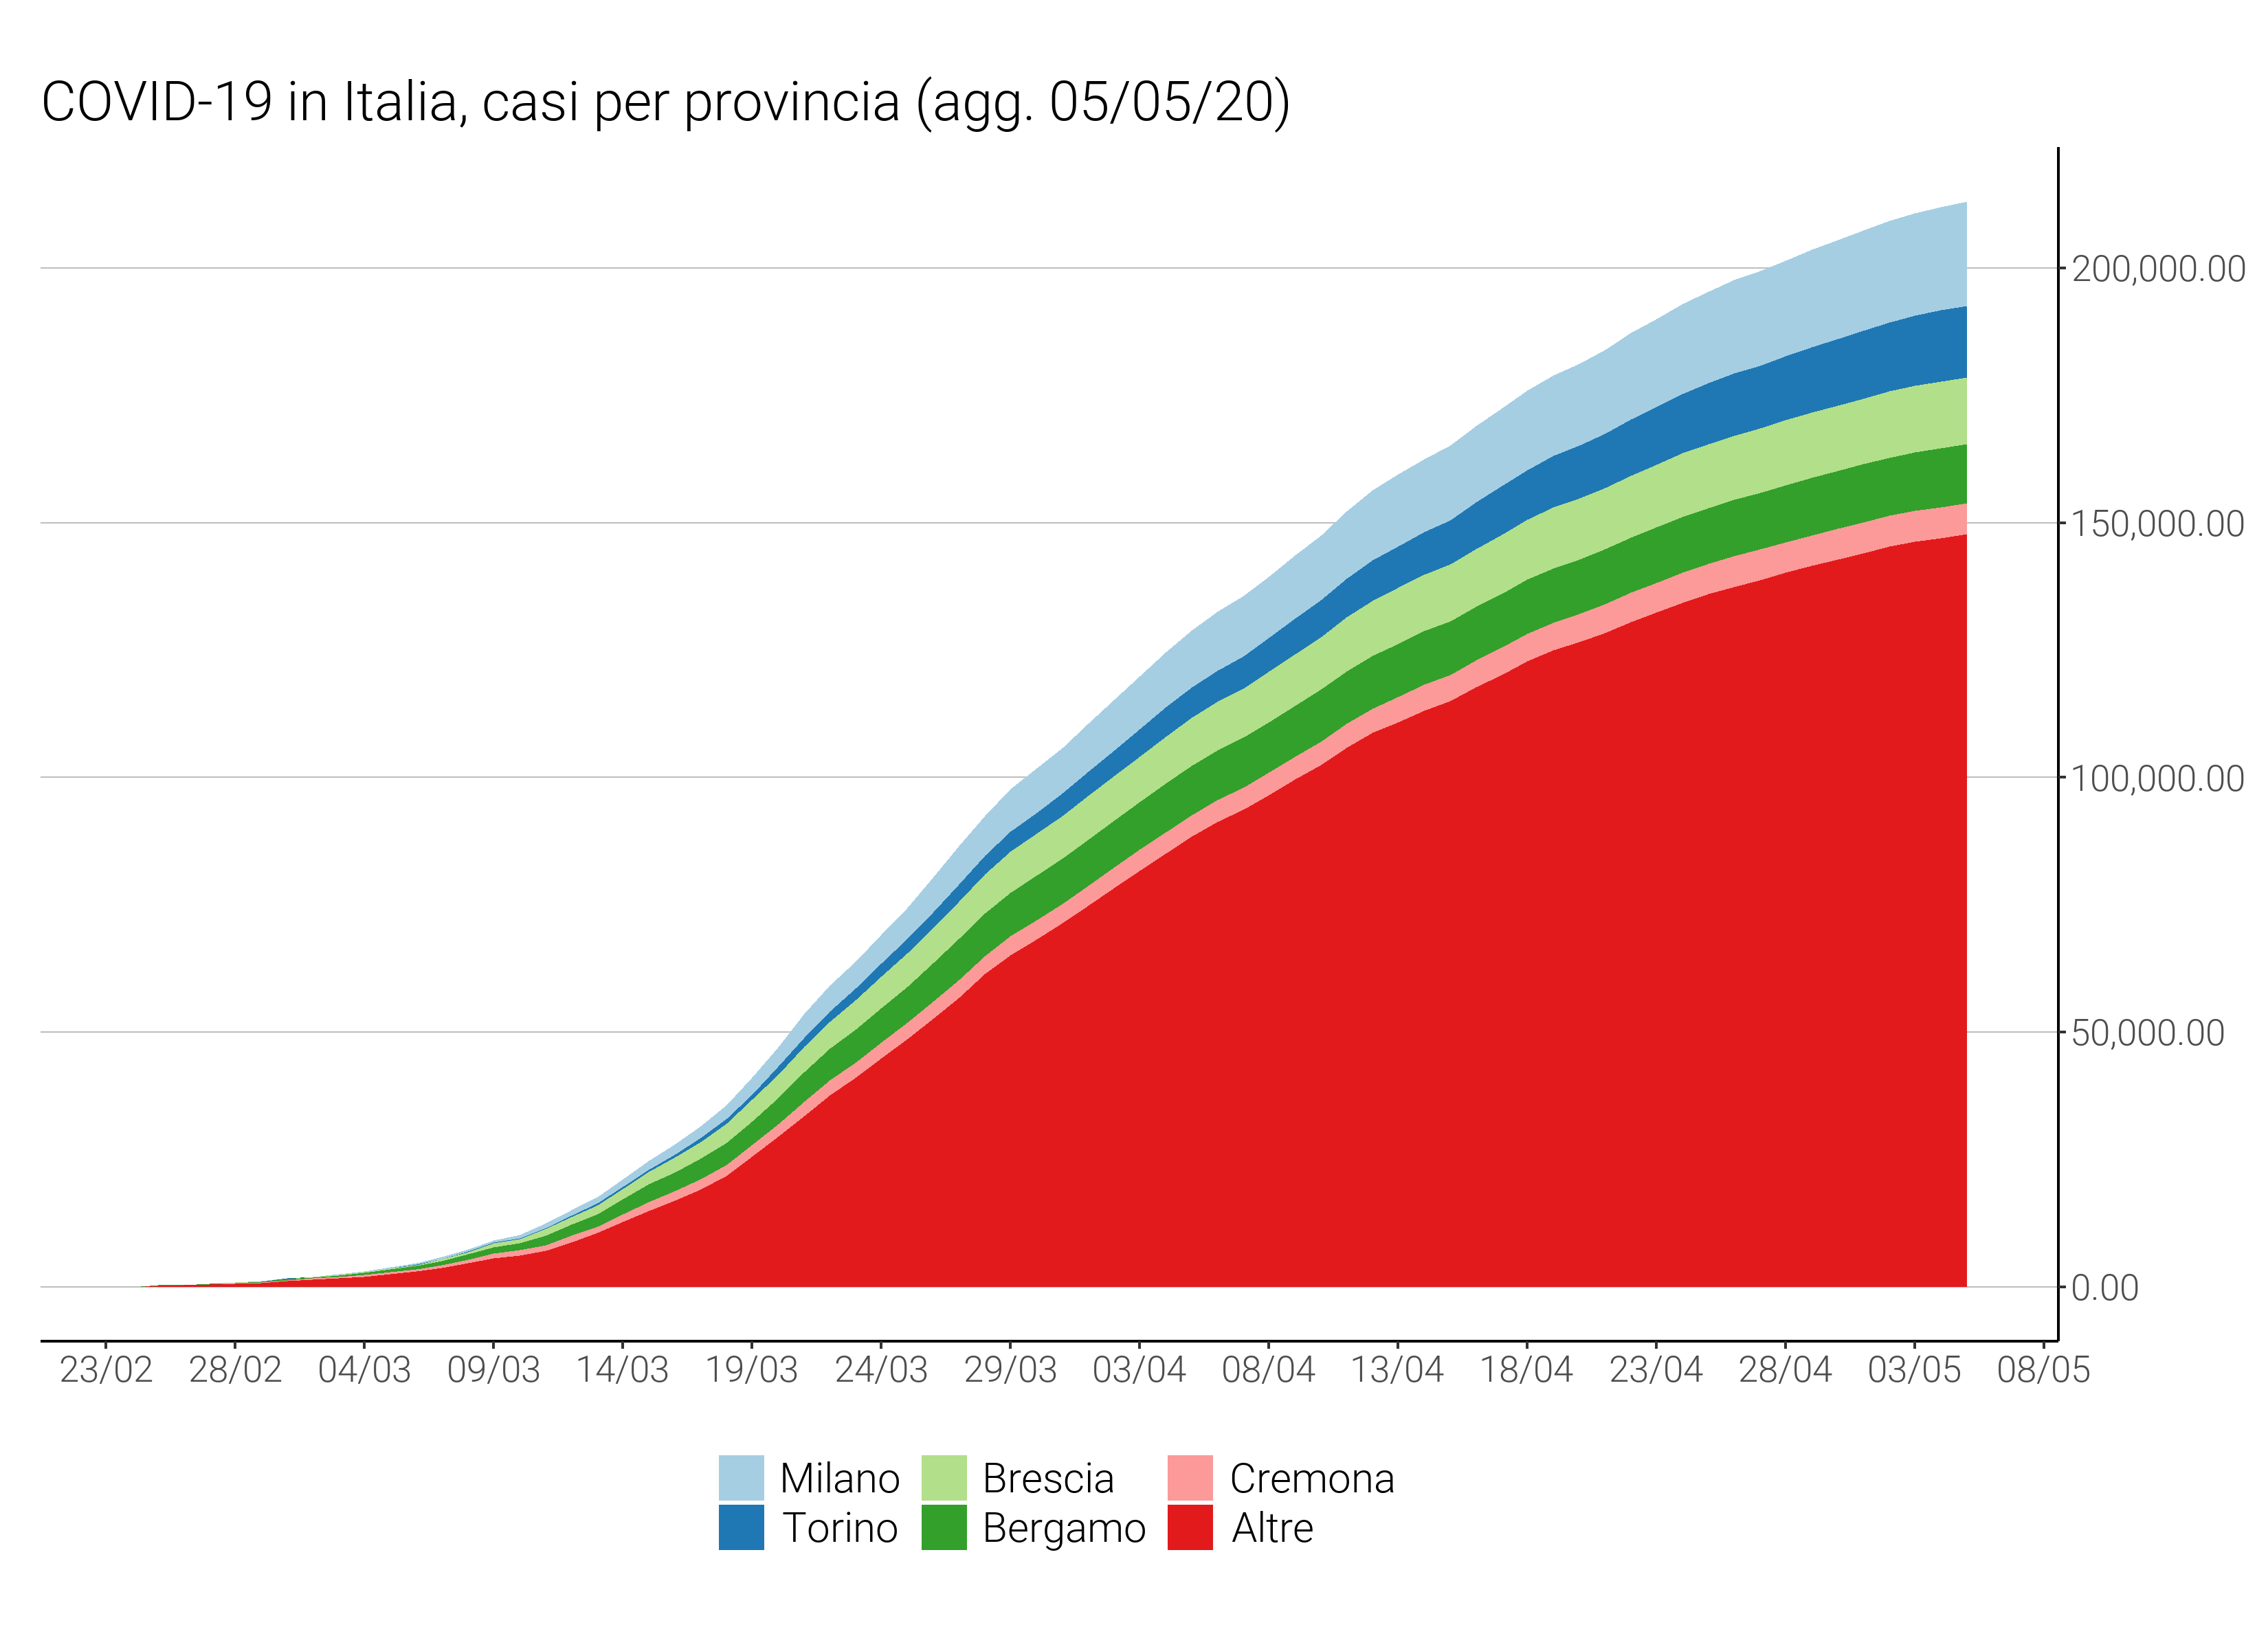 COVID-19 in Italia, casi per provincia (agg. 05/05/20)
200,000.00
150,000.00
100,000.00
50,000.00
0.00
23/02 28/02 04/03 09/03 14/03 19/03 24/03 29/03 03/04 08/04 13/04 18/04 23/04 28/04 03/05 08/05
Milano Brescia Cremona
Torino Bergamo Altre